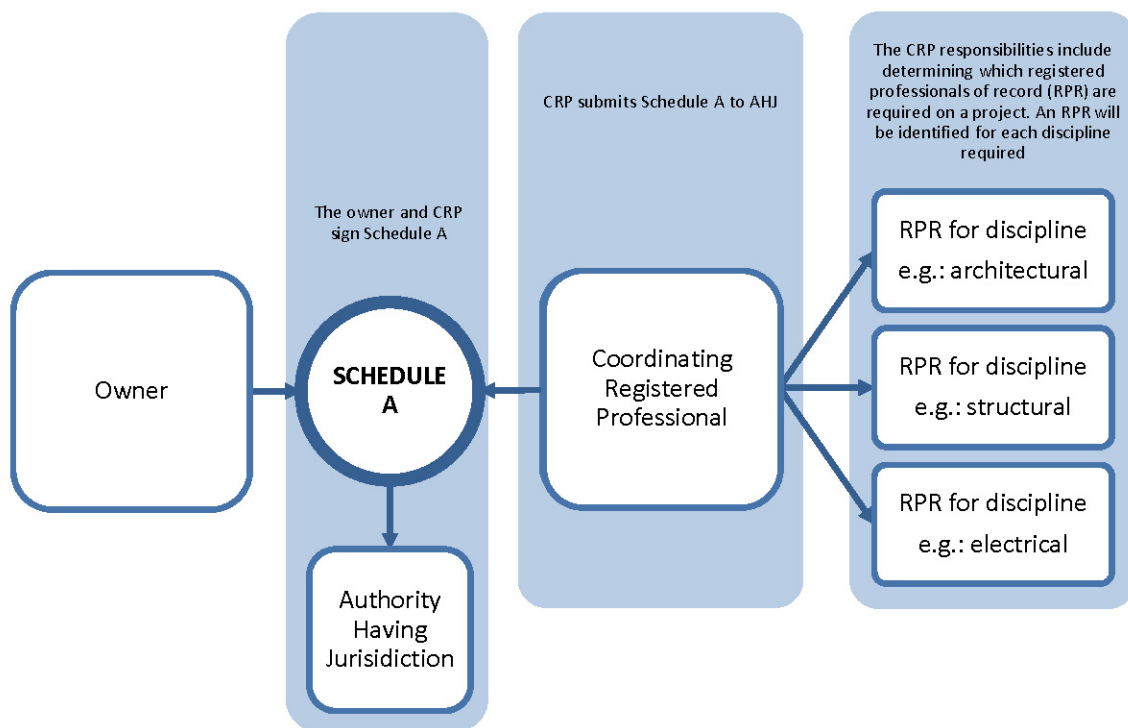 Owner
The owner and CRP
sign Schedule A
SCHEDULE
A
Authority
Having
Jurisidiction
CRP submits Schedule A to AHJ
Coordinating
Registered
Professional
The CRP responsibilities include
determining which registered
professionals of record (RPR) are
required on a project. An RPR will
be identified for each discipline
required
RPR for discipline
e.g.: architectural
RPR for discipline
e.g.: structural
RPR for discipline
e.g.: electrical